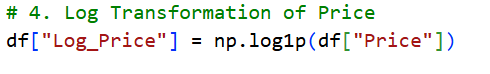 # 4. Log Transformation of Price
df["Log_Price"] = np.log1p(df["Price"])